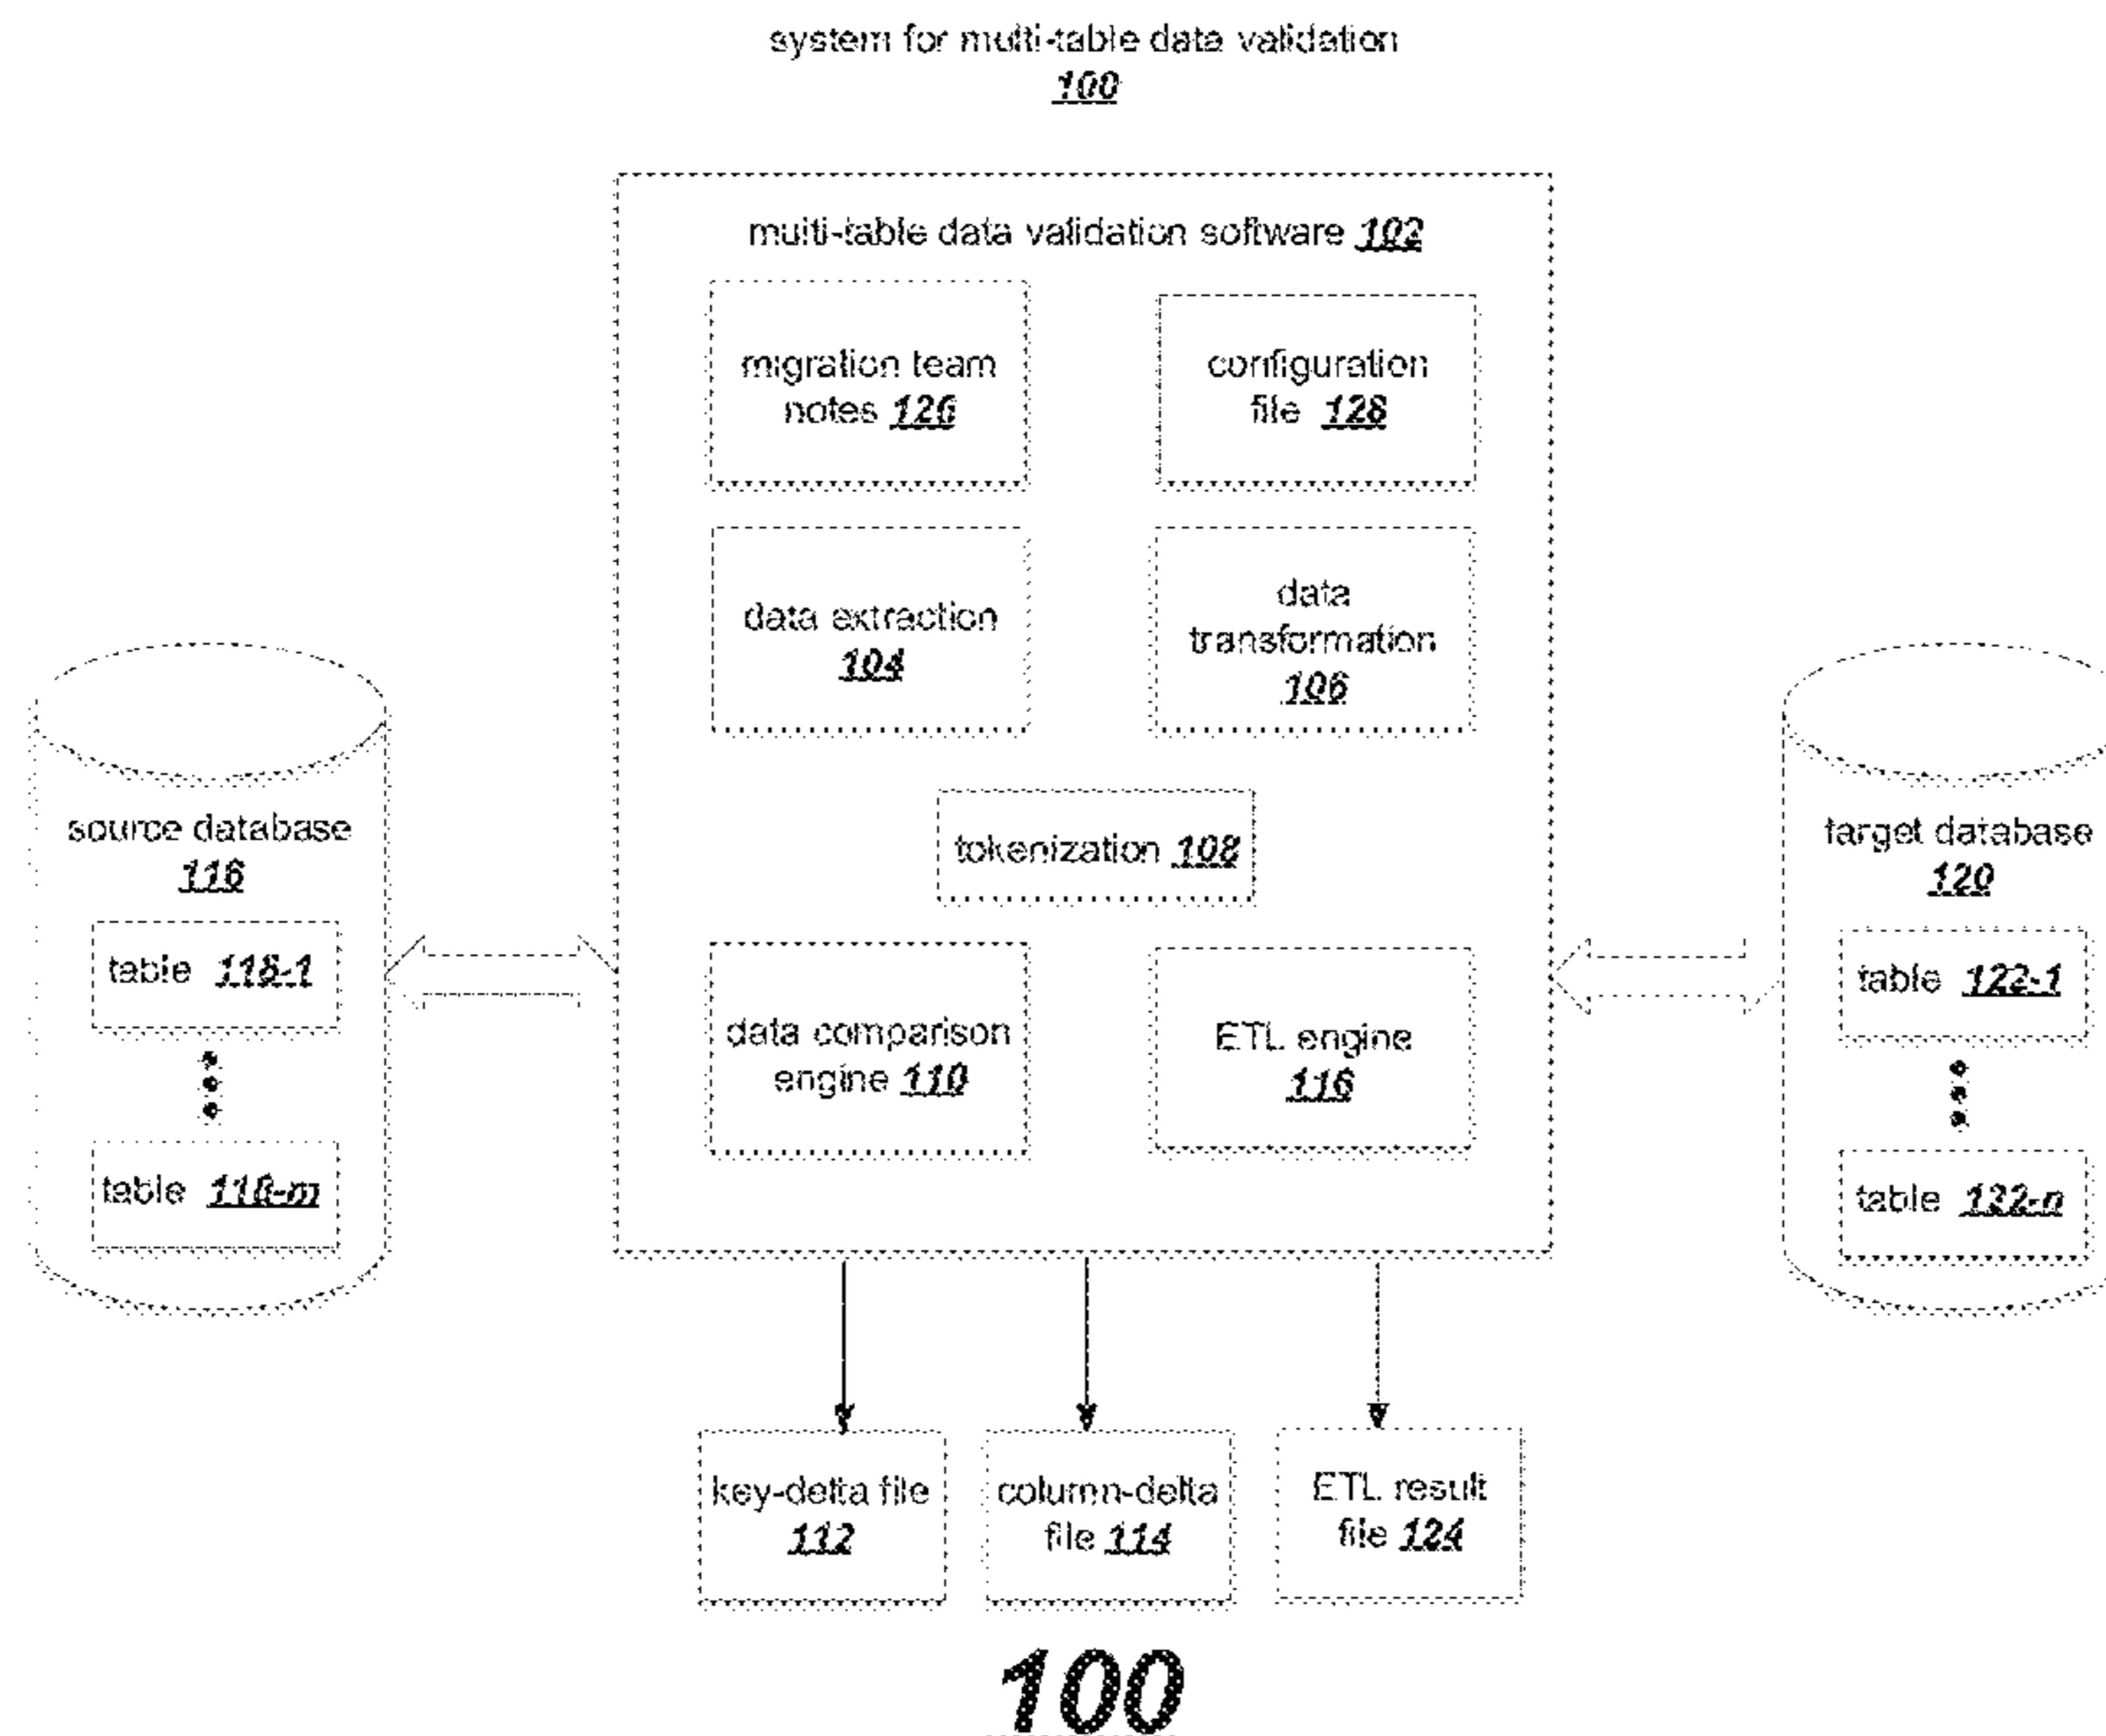 system for multi-table data validation
100
multi-table data validation software 102
migration team
notes 126
configuration
file 128
data extraction
104
data
transformation
106
tokenization 108
data comparison
engine 110
ETL engine
116
source database
116
table 118-1
table 118-m
target database
120
table 122-1
table 122-n
key-delta file
112
column-delta
file 114
ETL result
file 124
100